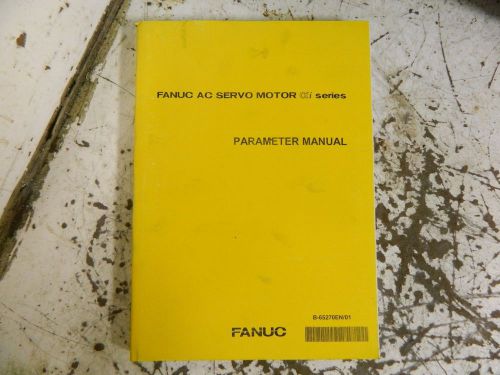 FANUC AC SERVO MOTOR αi series
PARAMETER MANUAL
B-65270EN/01
FANUC